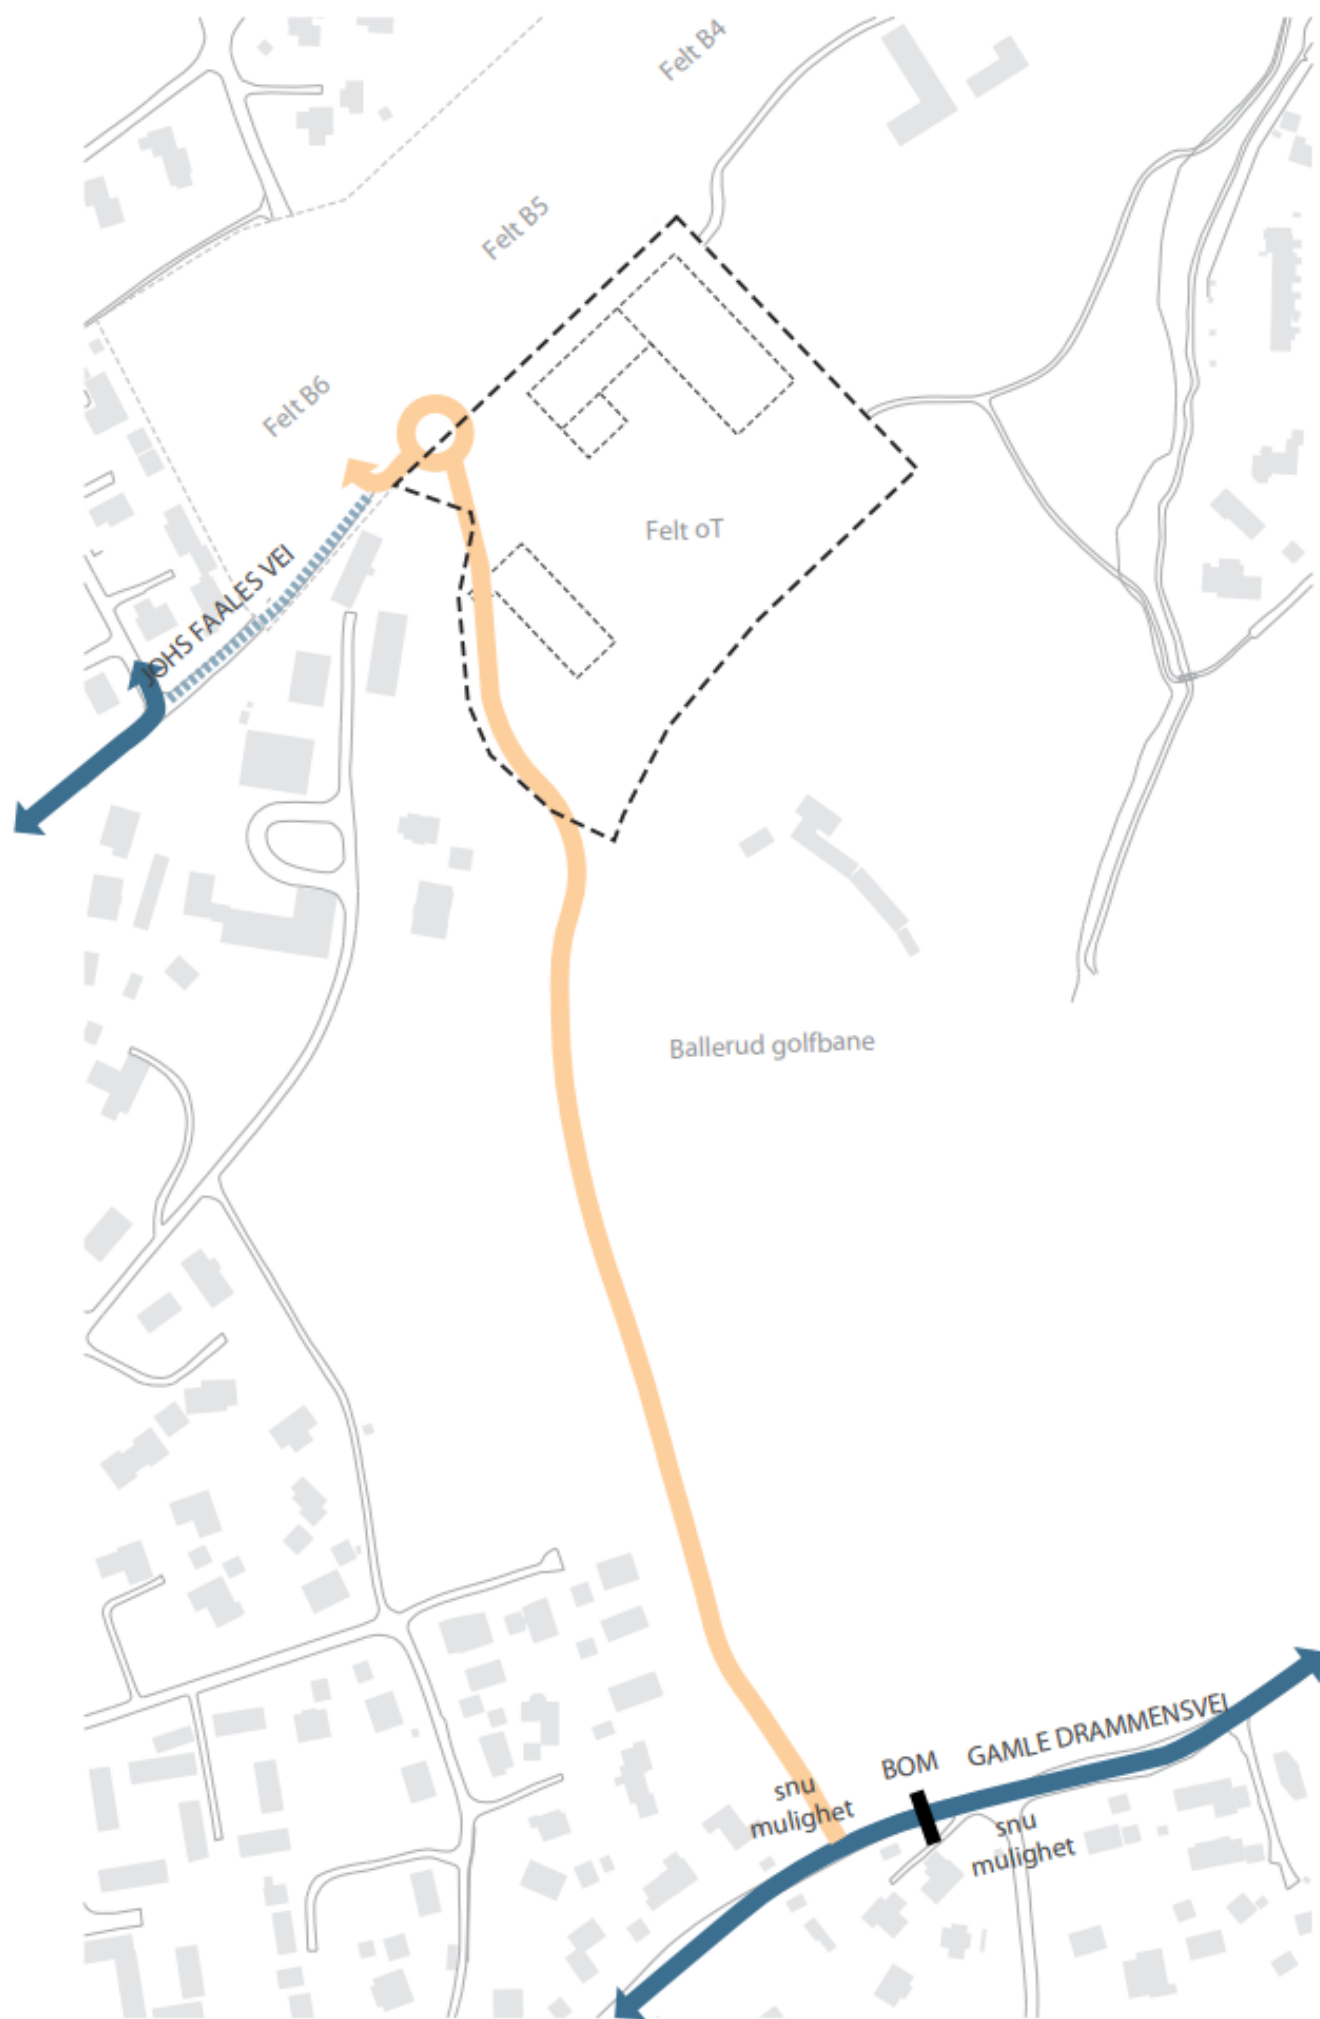 Felt B4
Felt B5
Felt B6
Felt oT
JOHS FAALES VEI
Ballerud golfbane
GAMLE DRAMMENSVEI
BOM
snu
mulighet
snu
mulighet